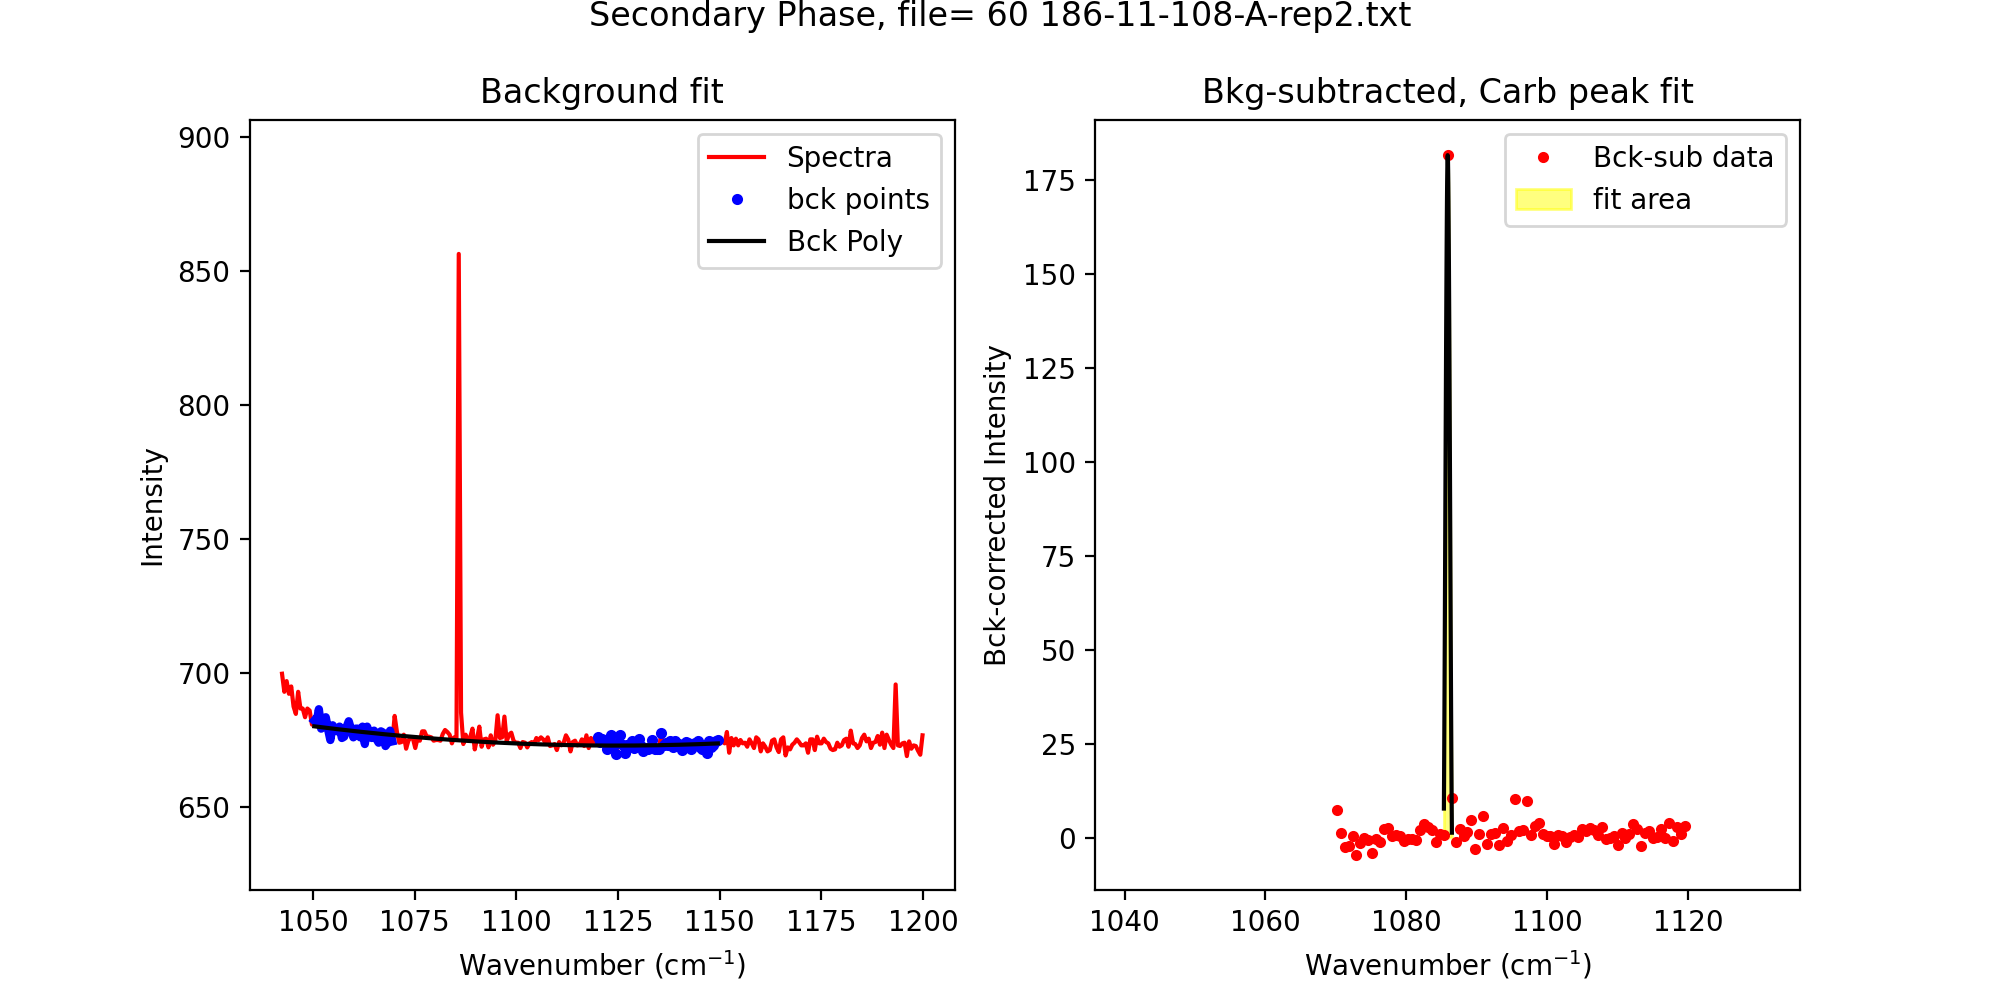 Secondary Phase, file= 60 186-11-108-A-rep2.txt
Background fit
Bkg-subtracted, Carb peak fit
Spectra
bck points
Bck Poly
Bck-sub data
fit area
900
850
800
750
700
650
Intensity
1050 1075 1100 1125 1150 1175 1200
Wavenumber (cm⁻¹)
175
150
125
100
75
50
25
0
Bck-corrected Intensity
1040 1060 1080 1100 1120
Wavenumber (cm⁻¹)